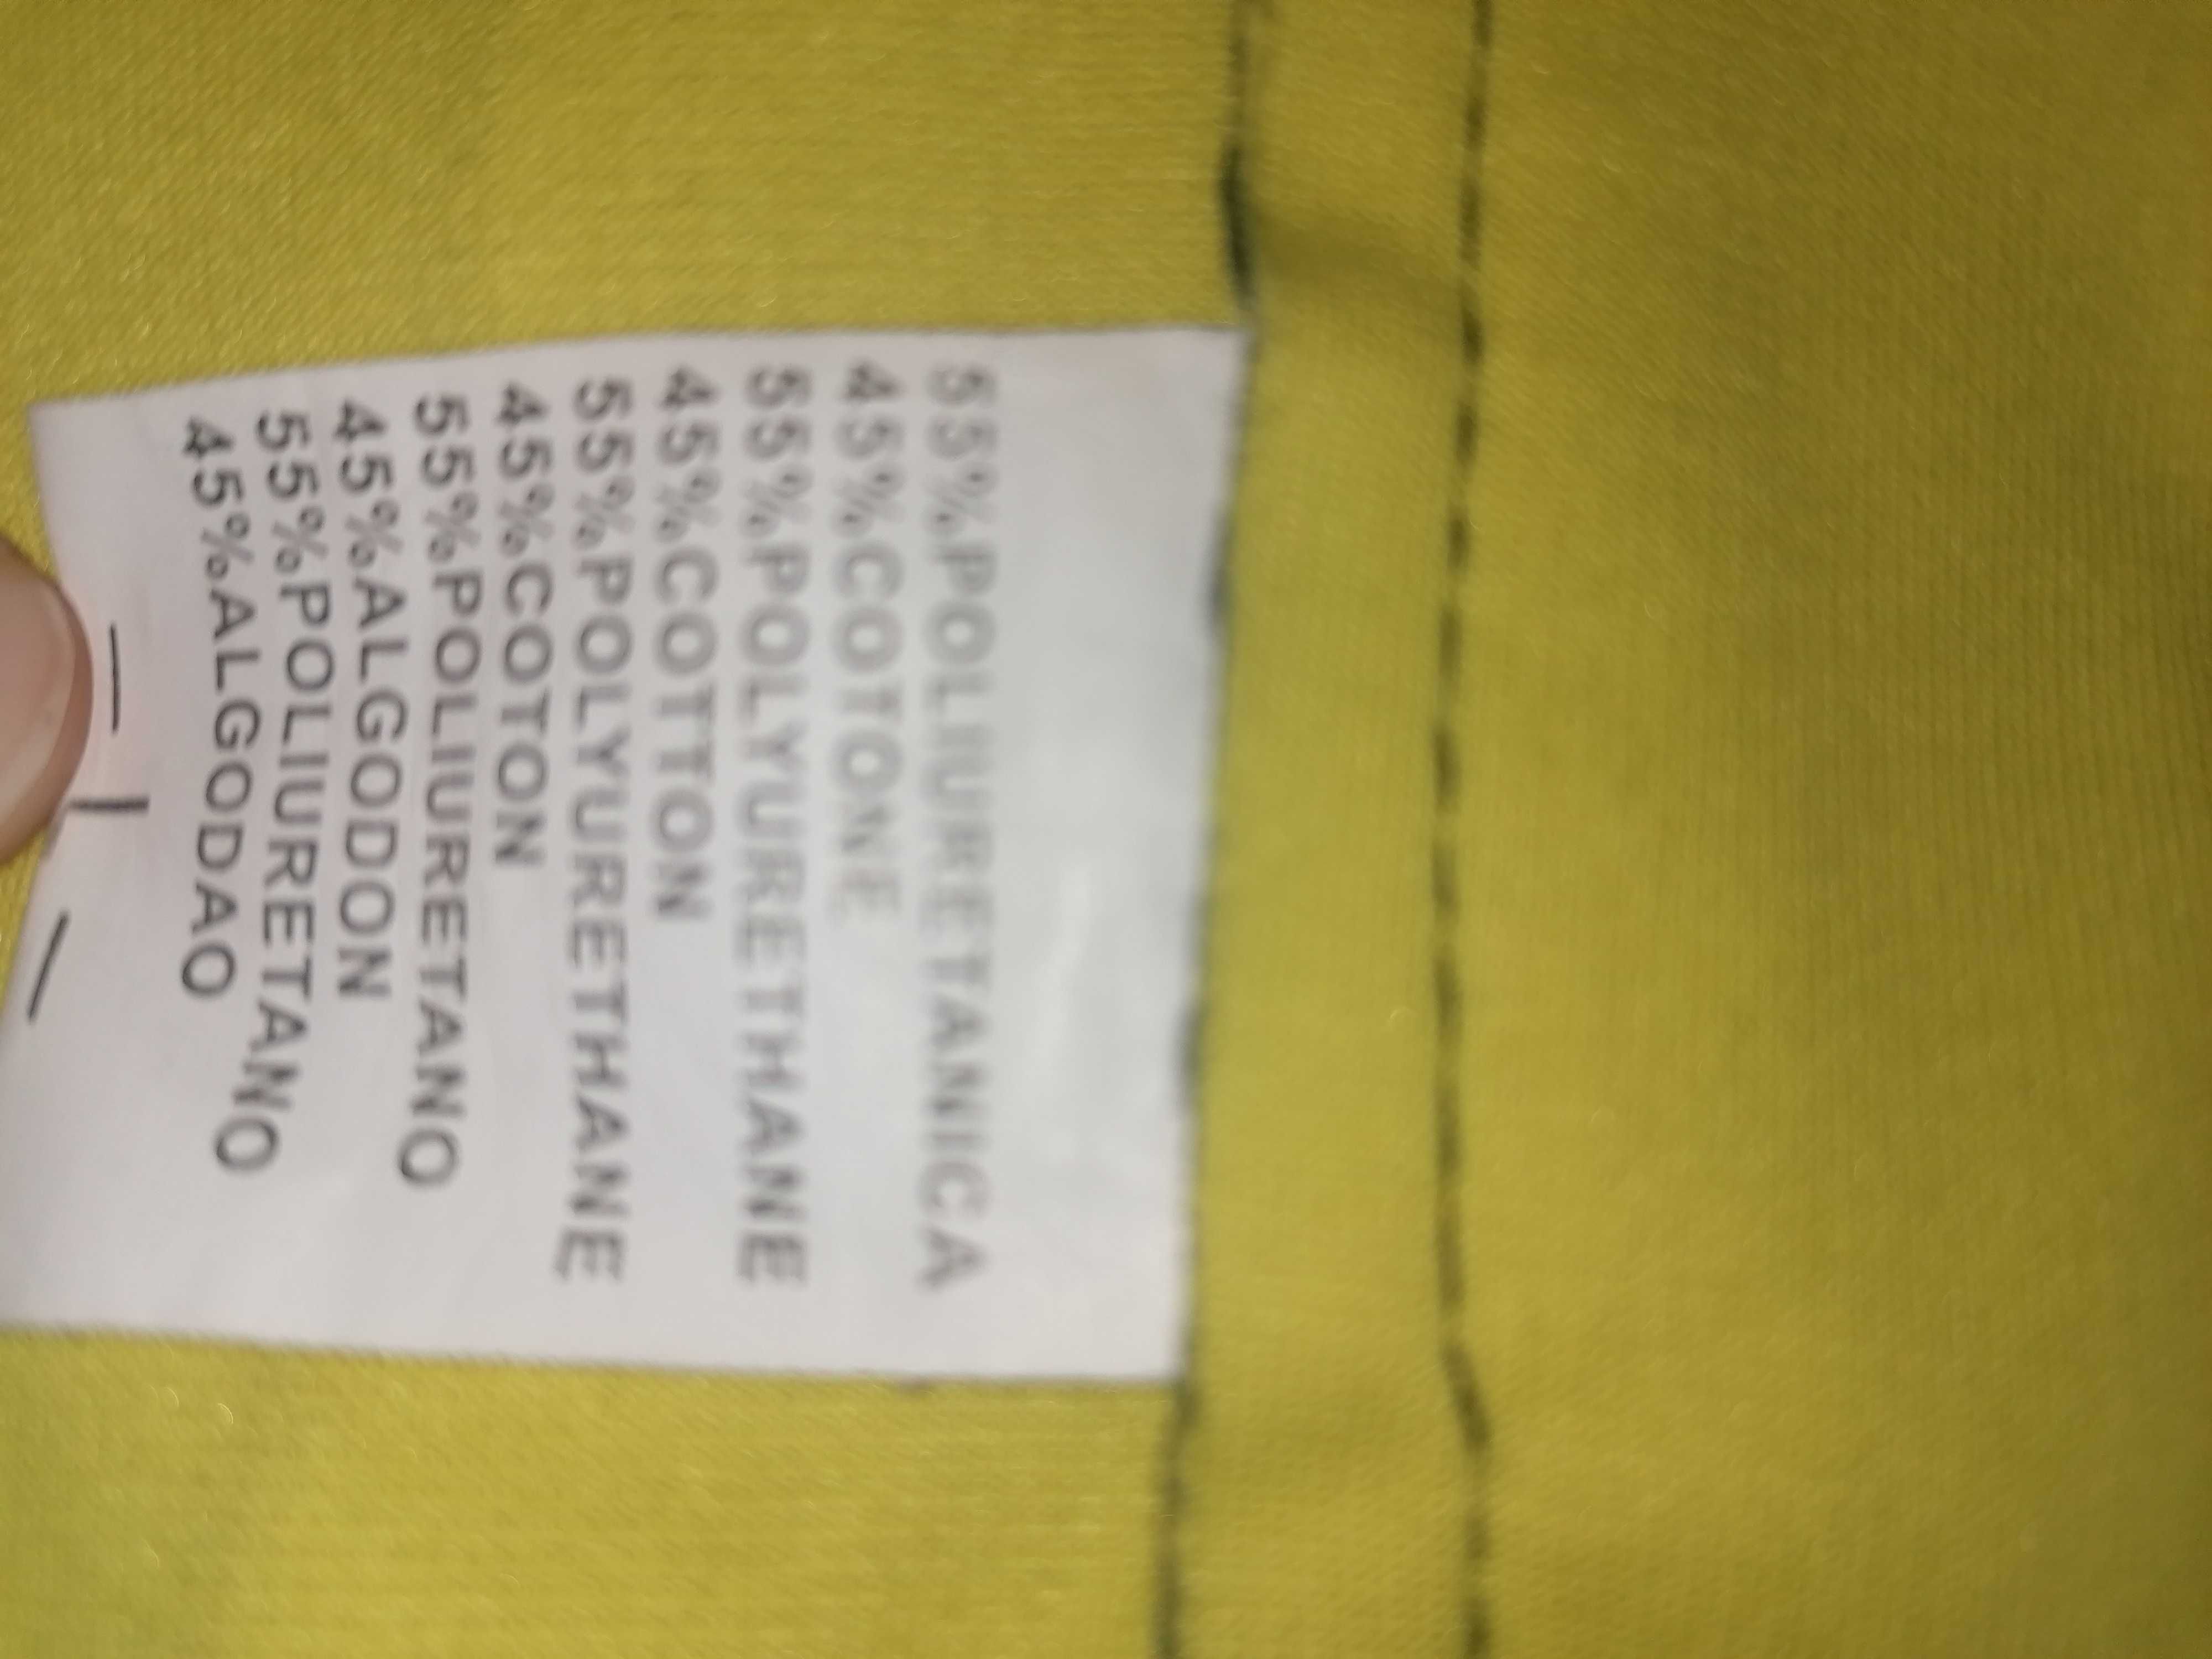 55%POLIURETANICA
45%COTONE
55%POLYURETHANE
45%COTTON
55%POLYURETHANE
45%COTON
55%POLIURETANO
45%ALGODON
55%POLIURETANO
45%ALGODAO